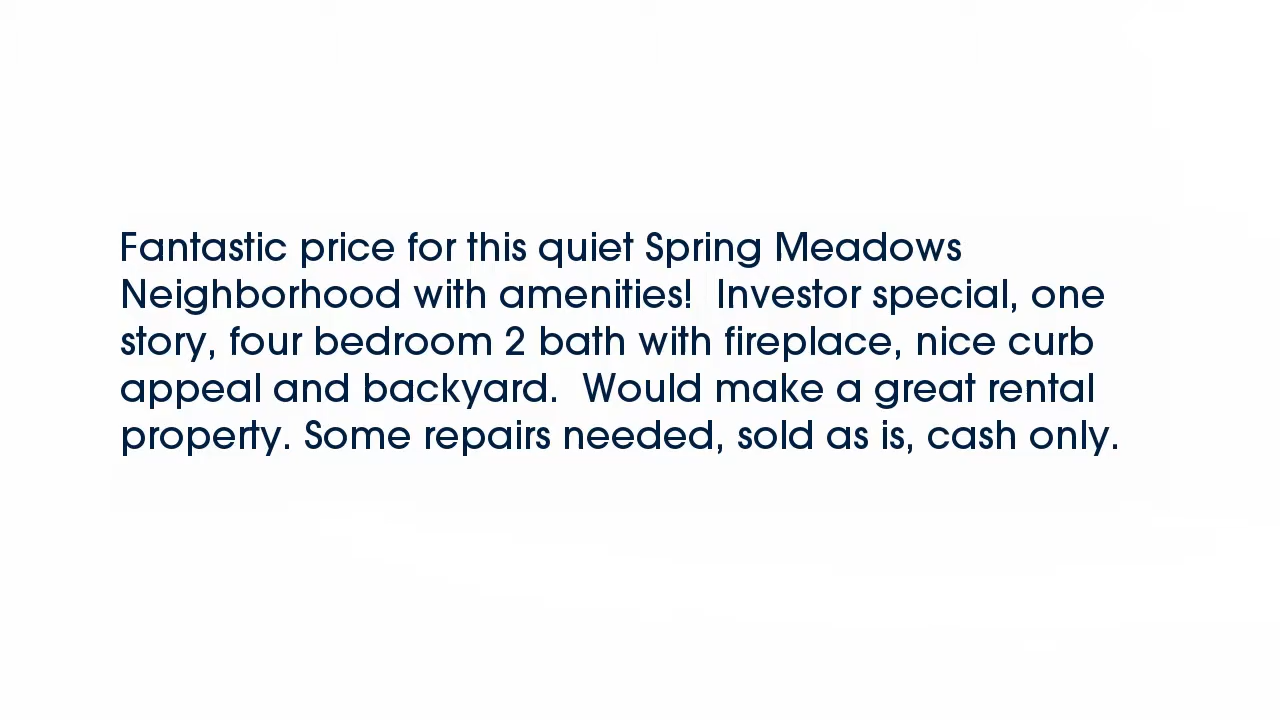 Fantastic price for this quiet Spring Meadows
Neighborhood with amenities!  Investor special, one
story, four bedroom 2 bath with fireplace, nice curb
appeal and backyard.  Would make a great rental
property. Some repairs needed, sold as is, cash only.